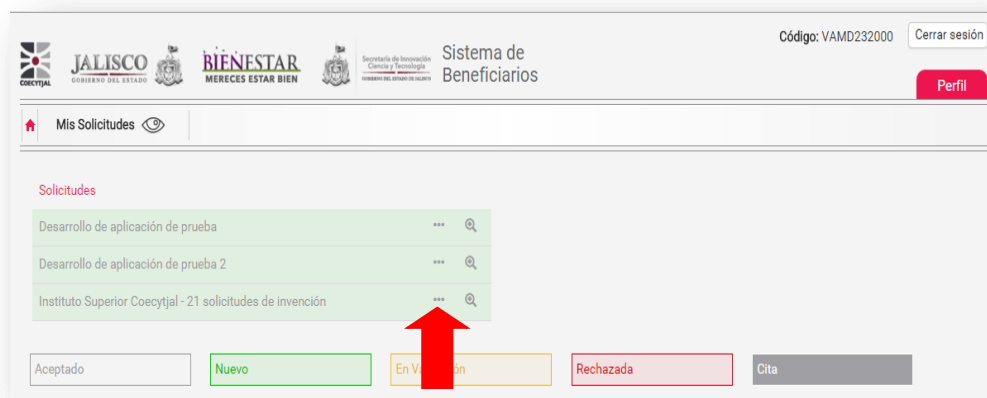 Código: VAMD232000
Cerrar sesión
COECYTJAL
JALISCO
GOBIERNO DEL ESTADO
BIENESTAR
MERECES ESTAR BIEN
Secretaría de Innovación
Ciencia y Tecnología
GOBIERNO DEL ESTADO DE JALISCO
Sistema de
Beneficiarios
Perfil
Mis Solicitudes
Solicitudes
Desarrollo de aplicación de prueba
Desarrollo de aplicación de prueba 2
Instituto Superior Coecytjal - 21 solicitudes de invención
Aceptado
Nuevo
En
Rechazada
Cita